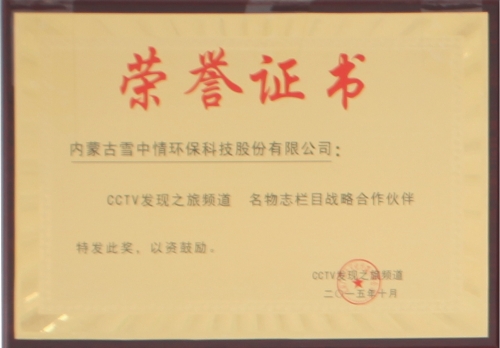 荣誉证书
内蒙古雪中情环保科技股份有限公司：
CCTV发现之旅频道 名物志栏目战略合作伙伴
特发此奖、以资鼓励。
CCTV发现之旅频道
二〇一五年十月